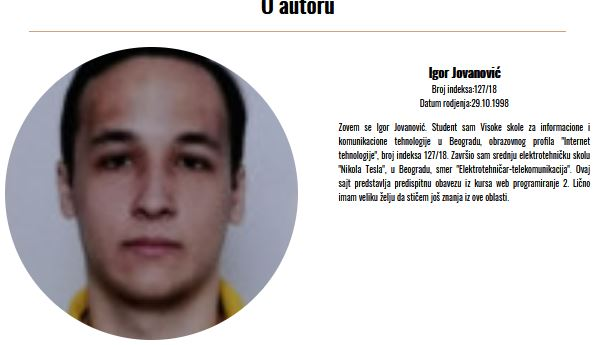 O autoru
Igor Jovanović
Broj indeksa:127/18
Datum rodjenja:29.10.1998
Zovem se Igor Jovanović. Student sam Visoke skole za informacione i
komunikacione tehnologije u Beogradu, obrazovnog profila "Internet
tehnologije", broj indeksa 127/18. Završio sam srednju elektrotehničku skolu
"Nikola Tesla", u Beogradu, smer "Elektrotehničar-telekomunikacija". Ovaj
sajt predstavlja predispitnu obavezu iz kursa web programiranje 2. Lično
imam veliku želju da stičem još znanja iz ove oblasti.